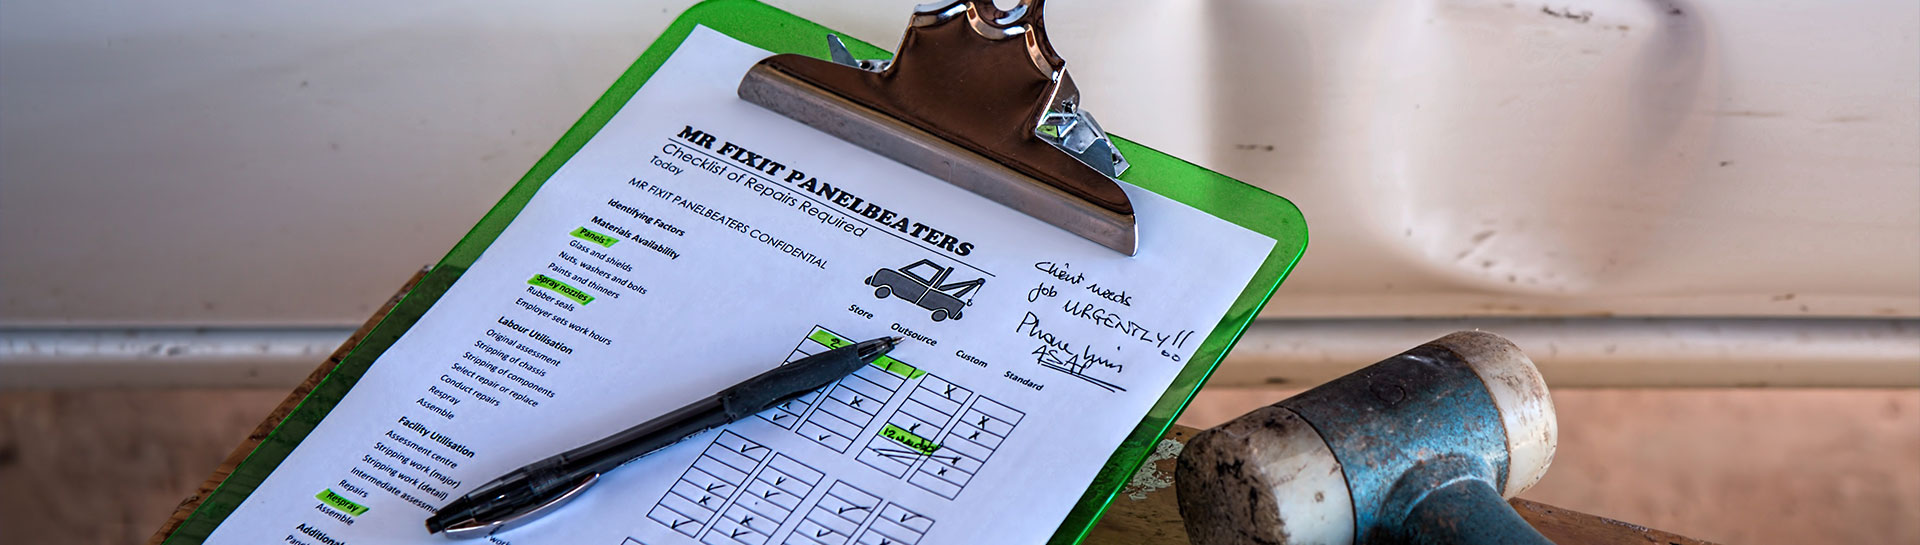 MR FIXIT PANELBEATERS
Checklist of Repairs Required
Today
MR FIXIT PANELBEATERS CONFIDENTIAL
Identifying Factors
Materials Availability
Panels
Glass and shields
Nuts, washers and bolts
Paints and thinners
Spray nozzles
Rubber seals
Employer sets work hours
Labour Utilisation
Original assessment
Stripping of chassis
Stripping of components
Select repair or replace
Conduct repairs
Respray
Assemble
Facility Utilisation
Assessment centre
Stripping work (major)
Stripping work (detail)
Intermediate assessme
Repairs
Respray
Assemble
Additional
Store
Outsource
Custom
Standard
Client needs
job URGENTLY!!
Phone
ASAP